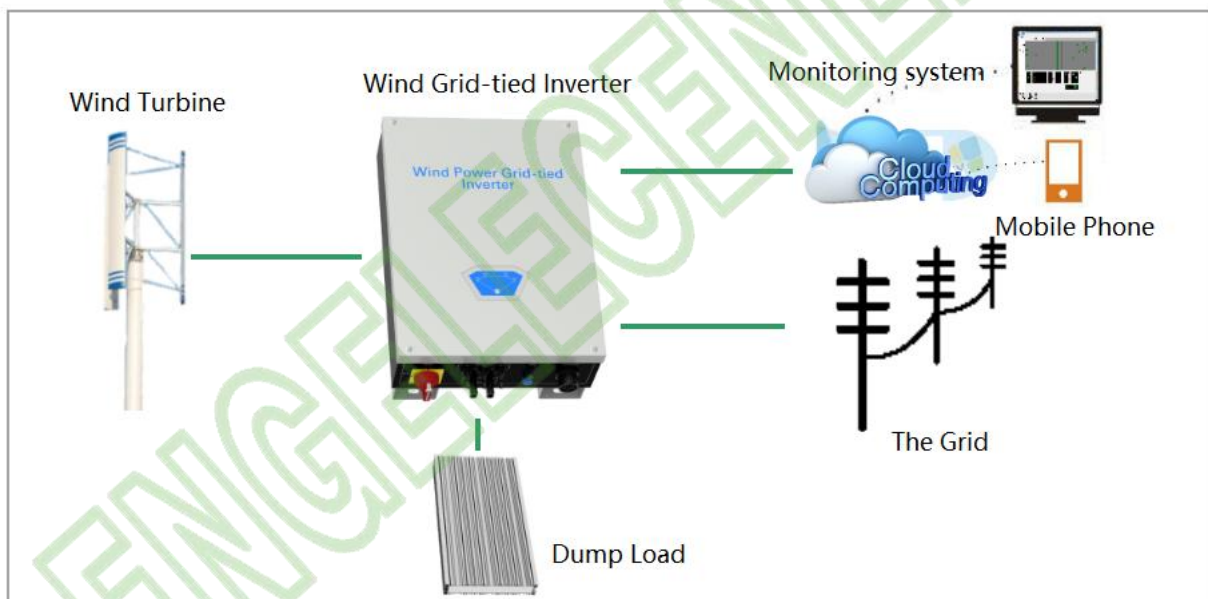 Wind Turbine
Wind Grid-tied Inverter
Monitoring system
Wind Power Grid-tied
Inverter
Cloud
Computing
Mobile Phone
The Grid
Dump Load
ENGELECENE